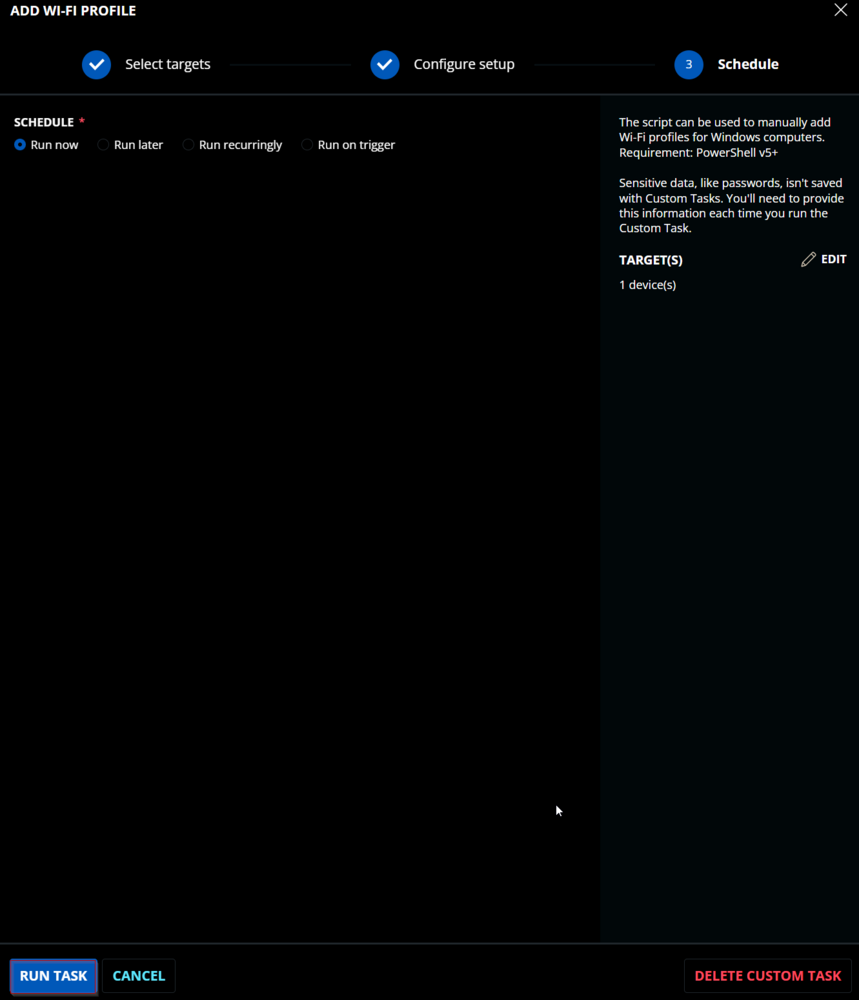 ADD WI-FI PROFILE
Select targets
Configure setup
3
Schedule
SCHEDULE *
Run now
Run later
Run recurringly
Run on trigger
The script can be used to manually add
Wi-Fi profiles for Windows computers.
Requirement: PowerShell v5+
Sensitive data, like passwords, isn't saved
with Custom Tasks. You'll need to provide
this information each time you run the
Custom Task.
TARGET(S)
EDIT
1 device(s)
RUN TASK
CANCEL
DELETE CUSTOM TASK